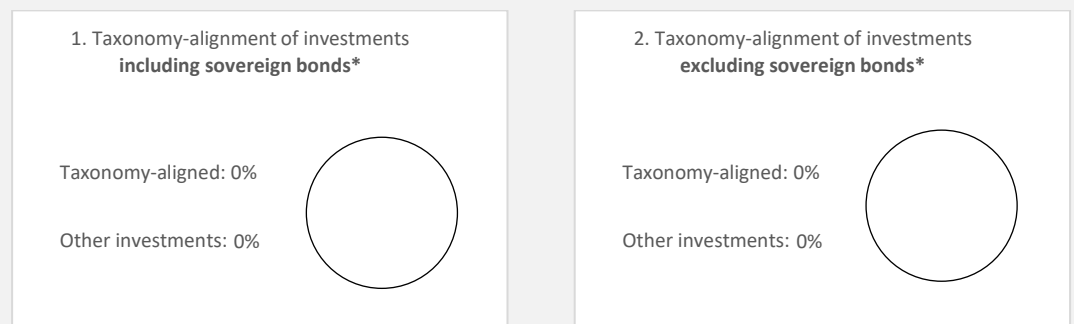 1. Taxonomy-alignment of investments
including sovereign bonds*
Taxonomy-aligned: 0%
Other investments: 0%
2. Taxonomy-alignment of investments
excluding sovereign bonds*
Taxonomy-aligned: 0%
Other investments: 0%